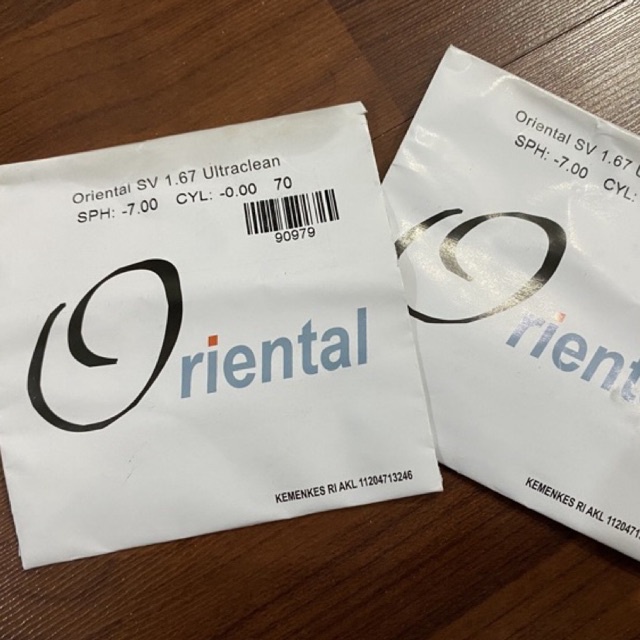 Oriental SV 1.67 Ultraclean
SPH: -7.00 CYL: -0.00 70
90979
Oriental
KEMENKES RI AKL 11204713246
Oriental SV 1.67
SPH: -7.00 CYL:
Orient
KEMENKES RI AKL